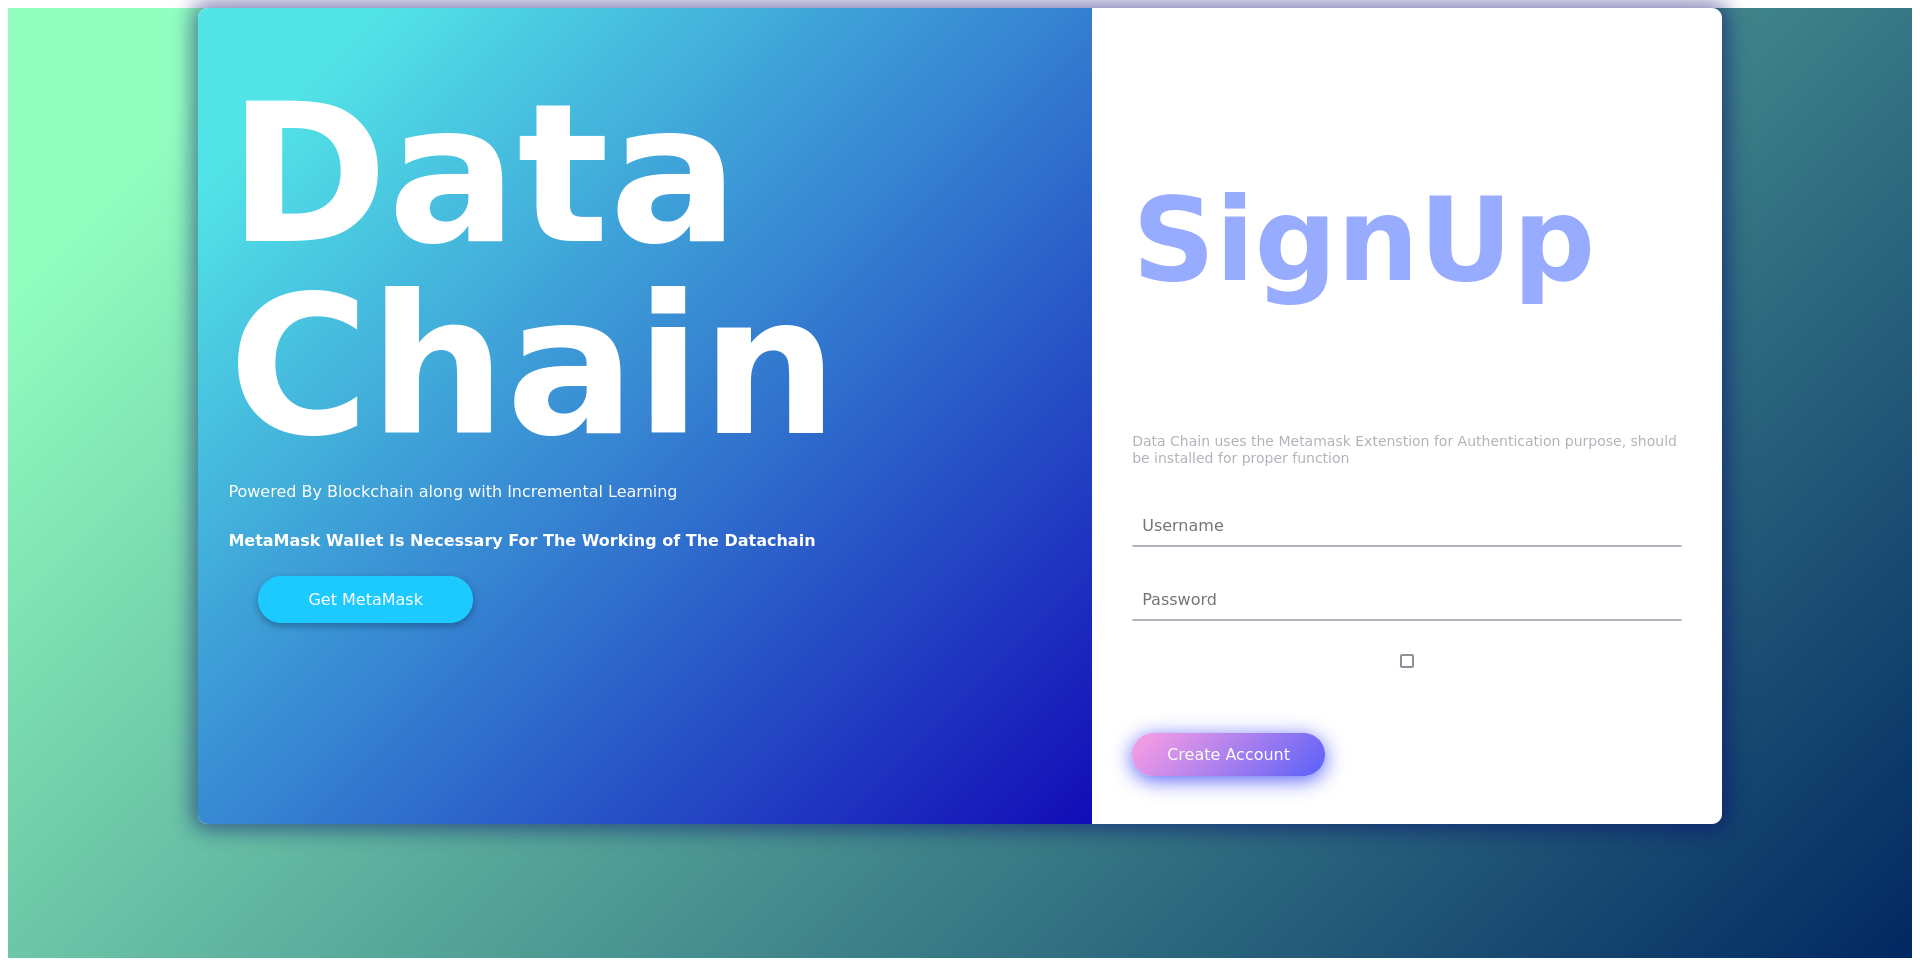 Data
Chain
Powered By Blockchain along with Incremental Learning
MetaMask Wallet Is Necessary For The Working of The Datachain
Get MetaMask
SignUp
Data Chain uses the Metamask Extenstion for Authentication purpose, should
be installed for proper function
Username
Password
Create Account